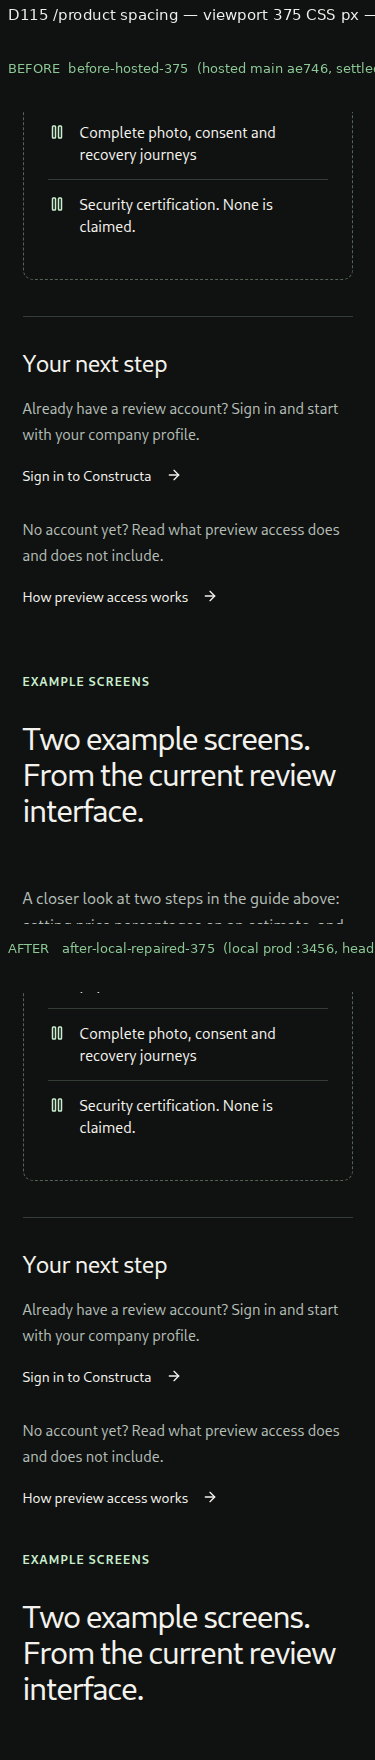 D115 /product spacing — viewport 375 CSS px —
BEFORE before-hosted-375 (hosted main ae746, settle
Complete photo, consent and
recovery journeys
Security certification. None is
claimed.
Your next step
Already have a review account? Sign in and start
with your company profile.
Sign in to Constructa →
No account yet? Read what preview access does
and does not include.
How preview access works →
EXAMPLE SCREENS
Two example screens.
From the current review
interface.
A closer look at two steps in the guide above:
setting price percentages on an estimate, and
AFTER after-local-repaired-375 (local prod :3456, head
Complete photo, consent and
recovery journeys
Security certification. None is
claimed.
Your next step
Already have a review account? Sign in and start
with your company profile.
Sign in to Constructa →
No account yet? Read what preview access does
and does not include.
How preview access works →
EXAMPLE SCREENS
Two example screens.
From the current review
interface.